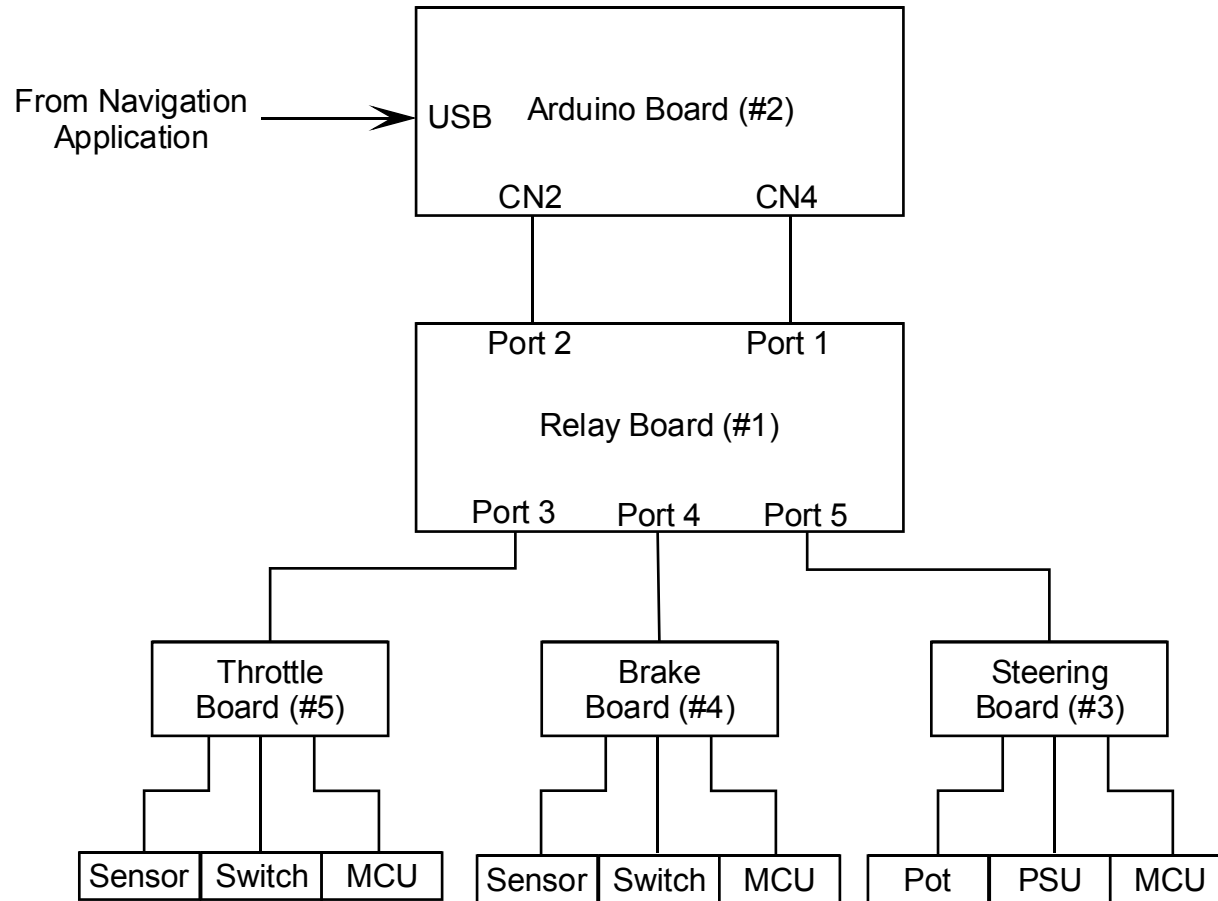 From Navigation
Application
USB
Arduino Board (#2)
CN2
CN4
Port 2
Port 1
Relay Board (#1)
Port 3
Port 4
Port 5
Throttle
Board (#5)
Brake
Board (#4)
Steering
Board (#3)
Sensor
Switch
MCU
Sensor
Switch
MCU
Pot
PSU
MCU